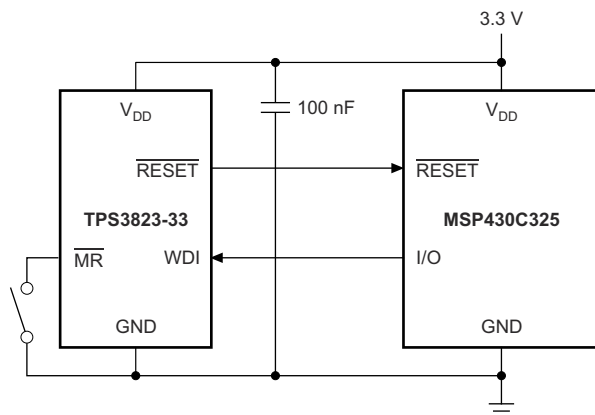 3.3 V
V_DD
100 nF
V_DD
RESET
RESET
TPS3823-33
MSP430C325
MR
WDI
I/O
GND
GND